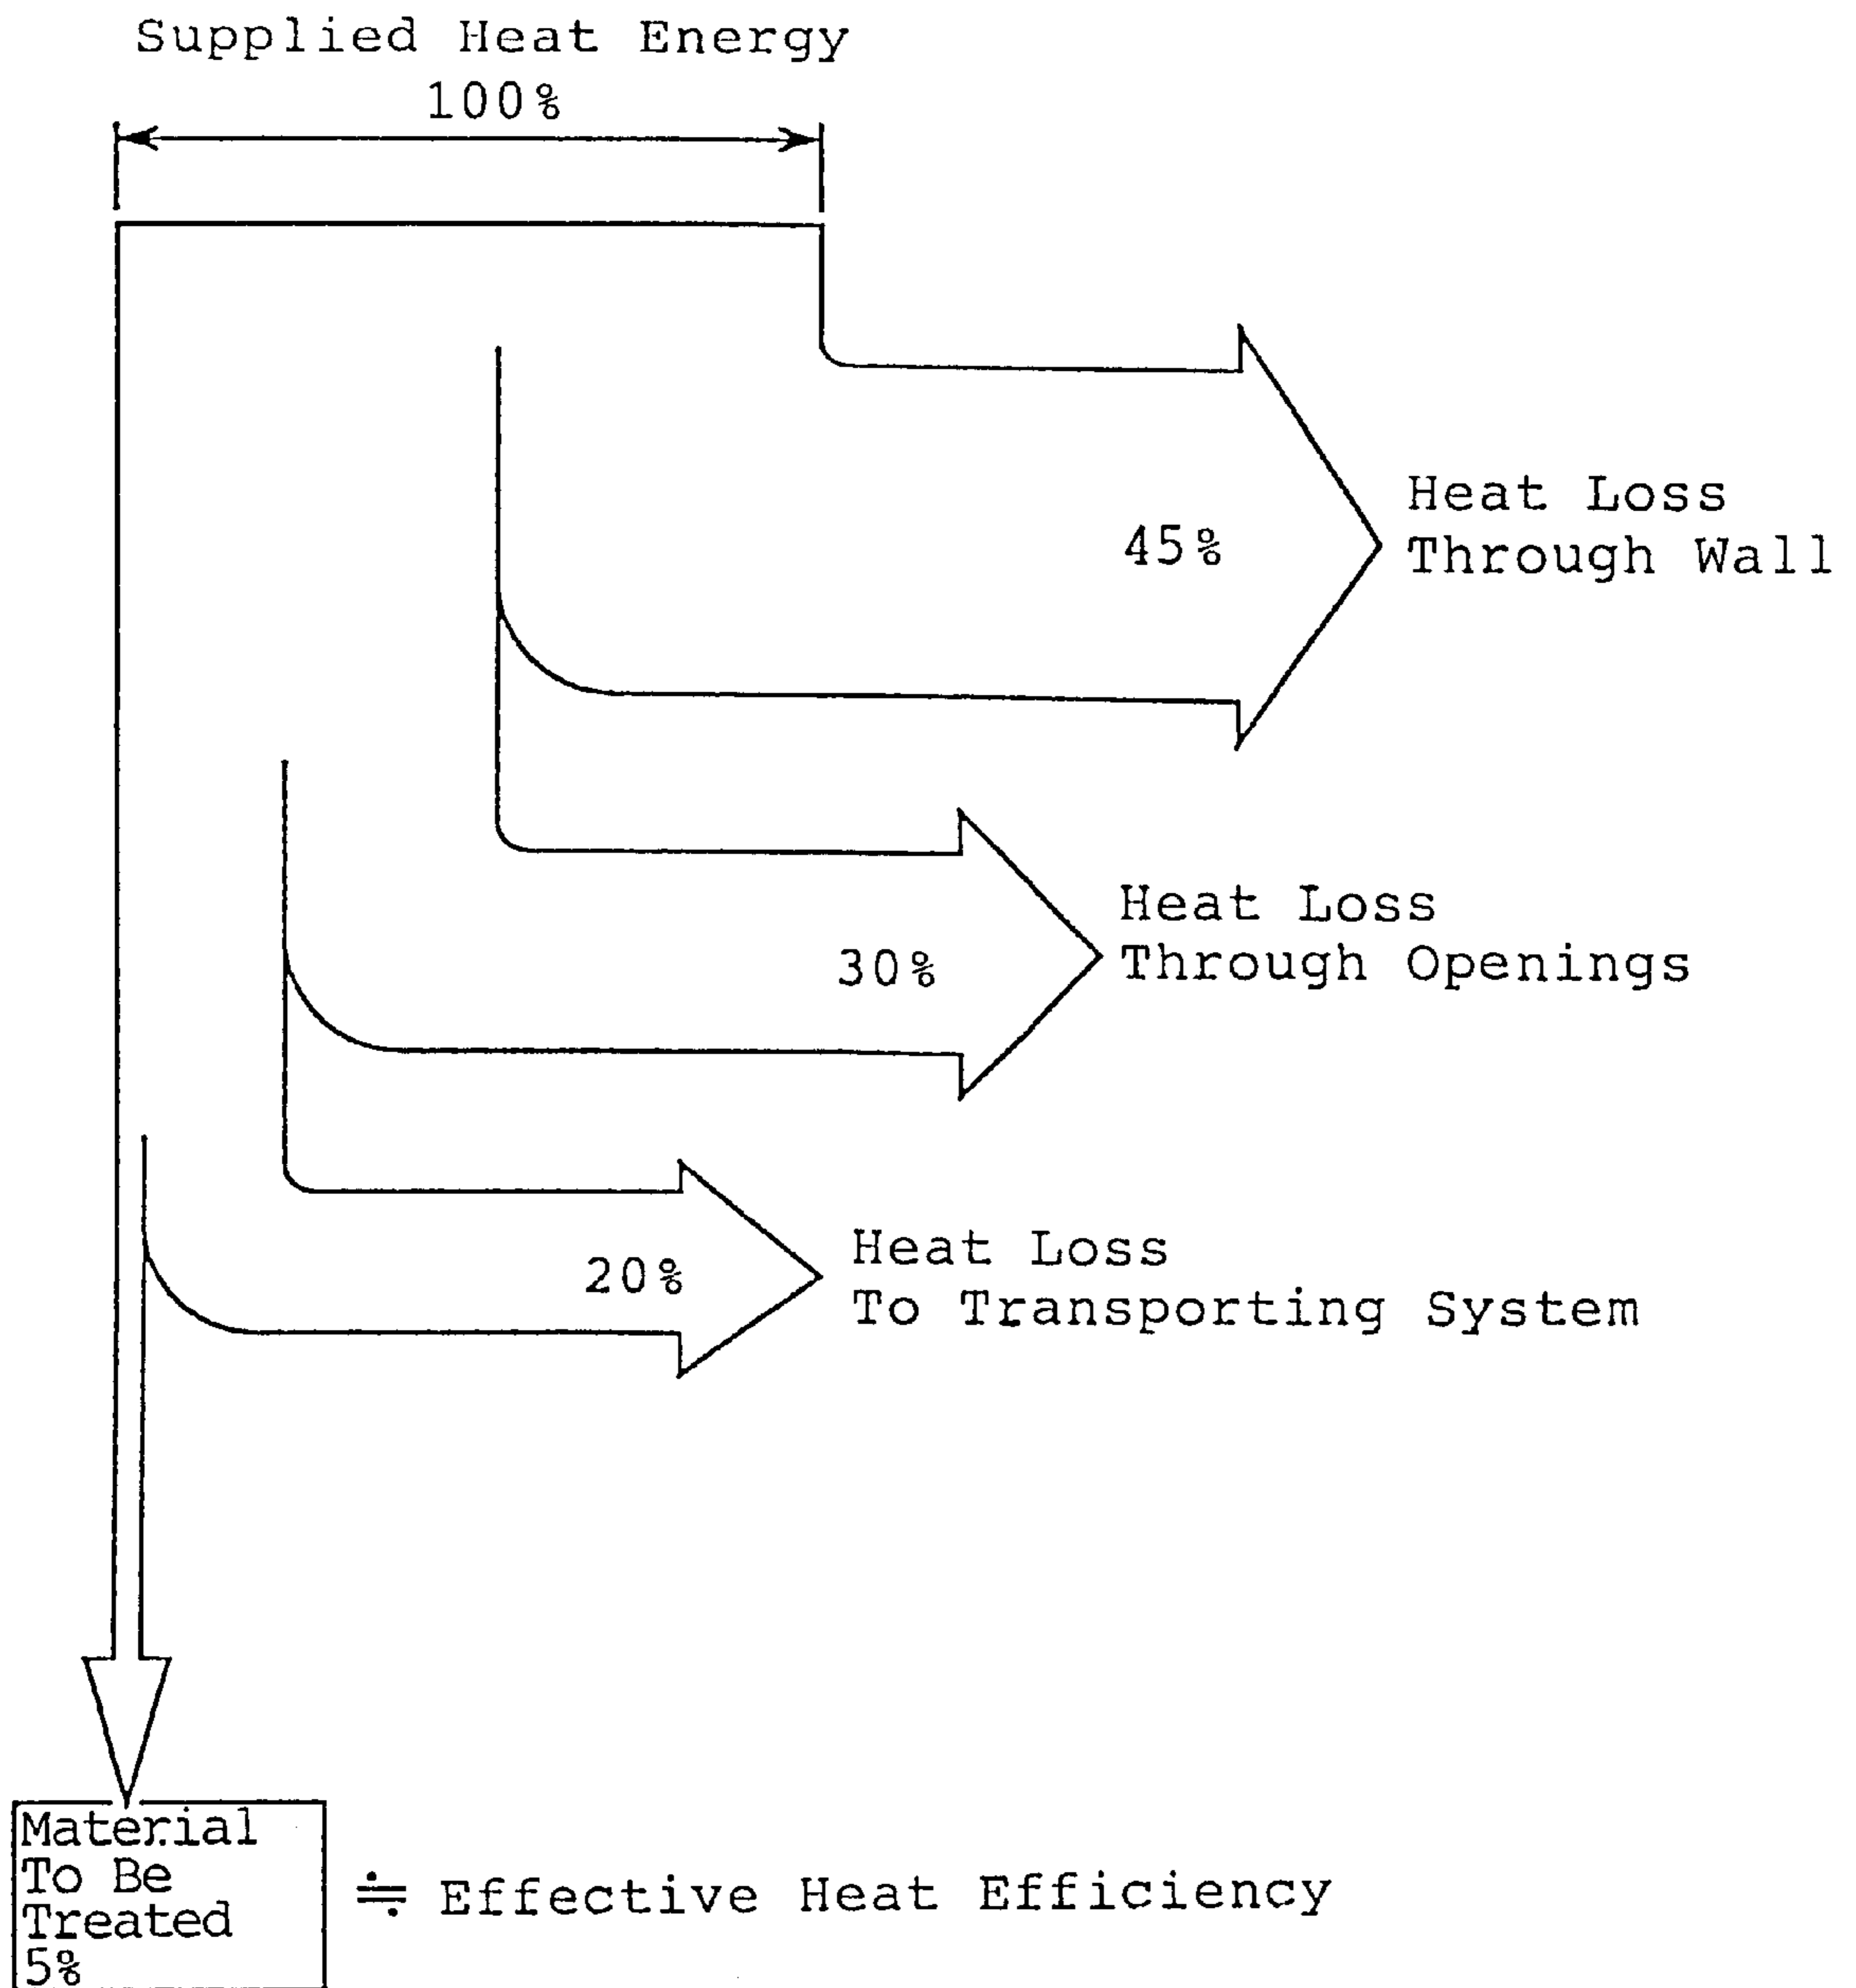 Supplied Heat Energy
100%
45%
Heat Loss
Through Wall
30%
Heat Loss
Through Openings
20%
Heat Loss
To Transporting System
Material
To Be
Treated
5%
≒ Effective Heat Efficiency